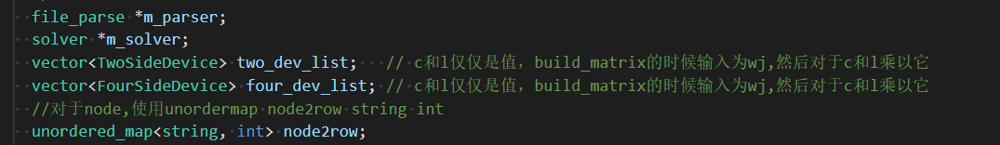 file_parse *m_parser;
solver *m_solver;
vector<TwoSideDevice> two_dev_list;  // c和l仅仅是值，build_matrix的时候输入为wj,然后对于c和l乘以它
vector<FourSideDevice> four_dev_list; // c和l仅仅是值，build_matrix的时候输入为wj,然后对于c和l乘以它
//对于node,使用unordermap node2row string int
unordered_map<string, int> node2row;